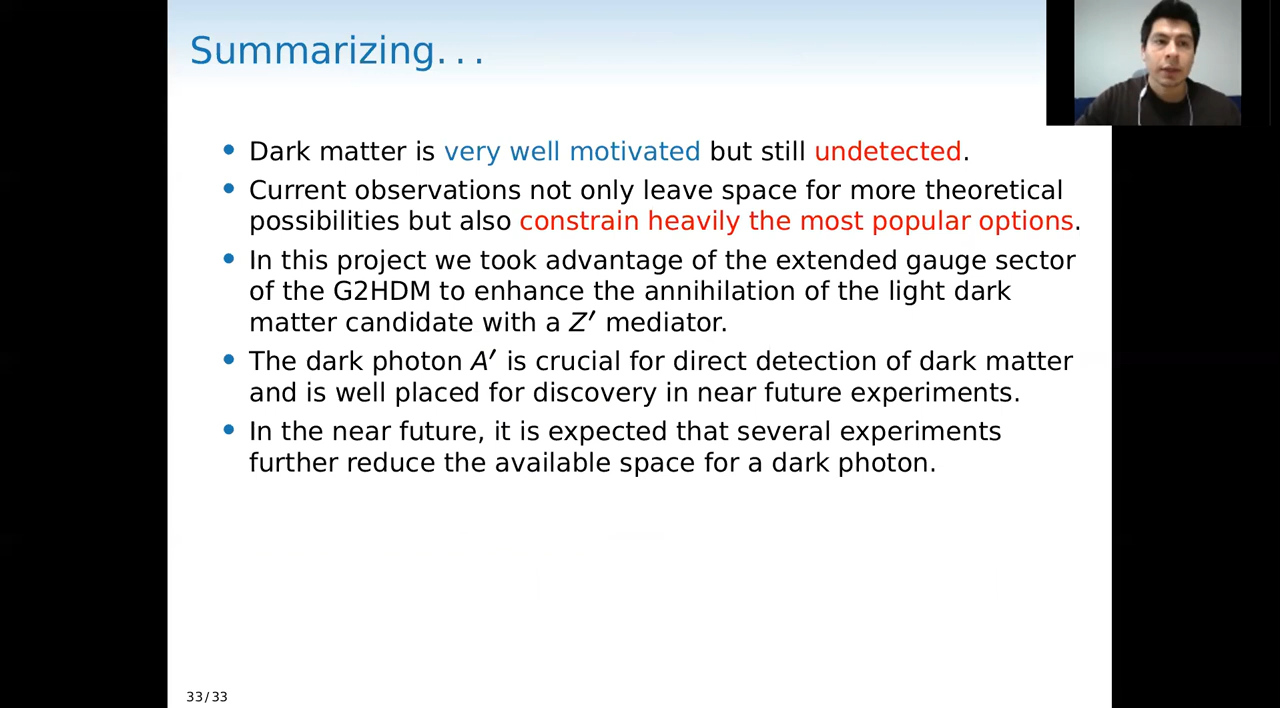 Summarizing...
• Dark matter is very well motivated but still undetected.
• Current observations not only leave space for more theoretical
possibilities but also constrain heavily the most popular options.
• In this project we took advantage of the extended gauge sector
of the G2HDM to enhance the annihilation of the light dark
matter candidate with a Z′ mediator.
• The dark photon A′ is crucial for direct detection of dark matter
and is well placed for discovery in near future experiments.
• In the near future, it is expected that several experiments
further reduce the available space for a dark photon.
33/33